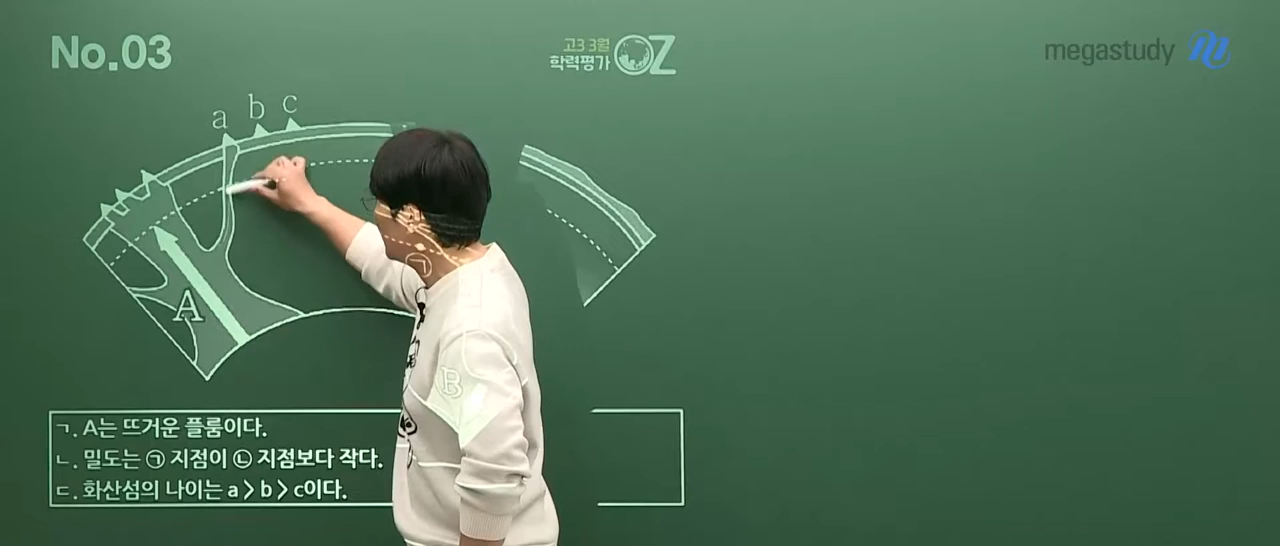 No.03
고3 3월
학력평가 OZ
megastudy
a b c
㉠
A
B
ㄱ. A는 뜨거운 플룸이다.
ㄴ. 밀도는 ㉠ 지점이 ㉡ 지점보다 작다.
ㄷ. 화산섬의 나이는 a > b > c이다.